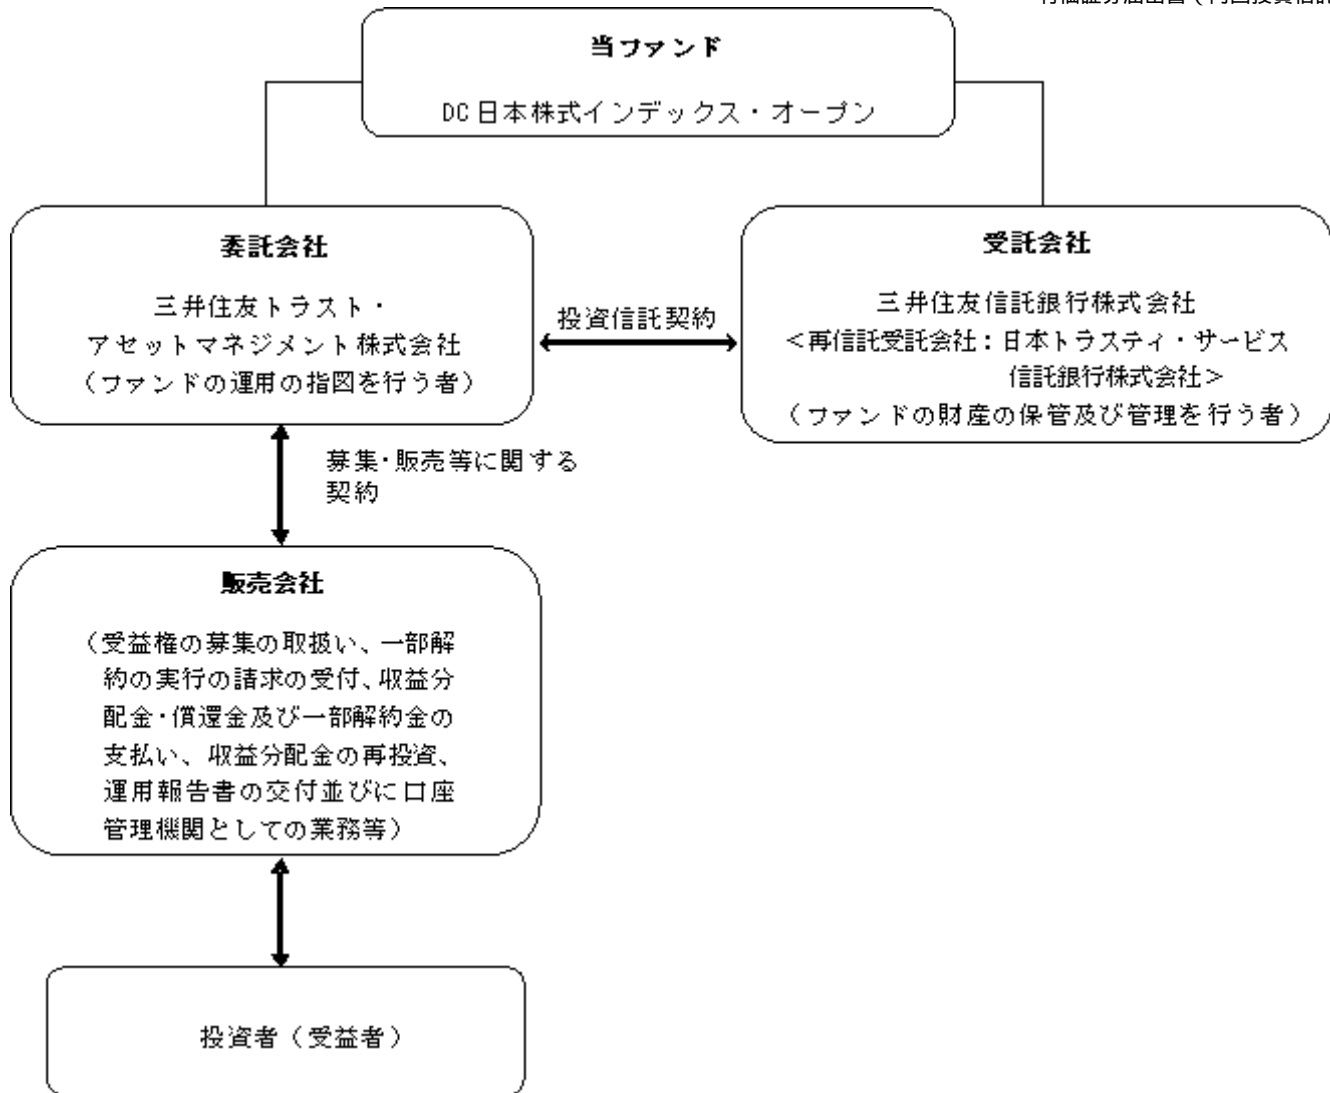 当ファンド
DC日本株式インデックス・オープン
委託会社
三井住友トラスト・
アセットマネジメント株式会社
（ファンドの運用の指図を行う者）
投資信託契約
受託会社
三井住友信託銀行株式会社
＜再信託受託会社：日本トラスティ・サービス
信託銀行株式会社＞
（ファンドの財産の保管及び管理を行う者）
募集・販売等に関する
契約
販売会社
（受益権の募集の取扱い、一部解
約の実行の請求の受付、収益分
配金・償還金及び一部解約金の
支払い、収益分配金の再投資、
運用報告書の交付並びに口座
管理機関としての業務等）
投資者（受益者）